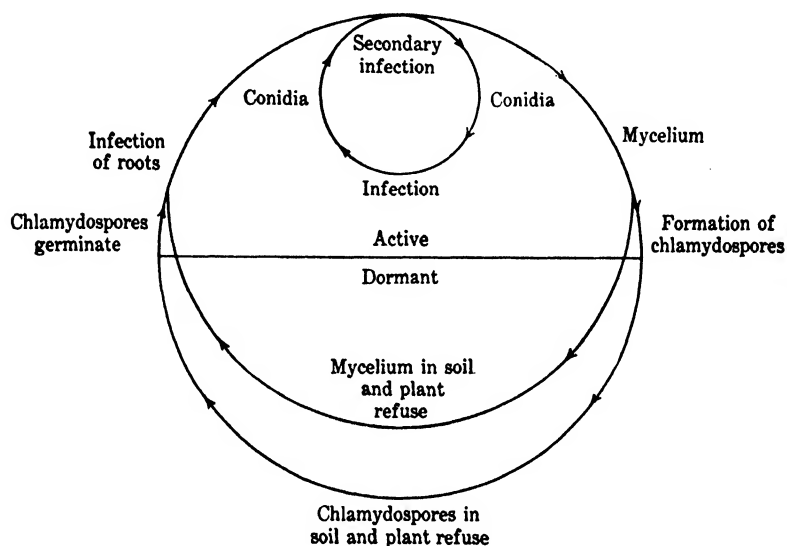 Secondary
infection
Conidia
Conidia
Infection
of roots
Mycelium
Infection
Chlamydospores
germinate
Formation of
chlamydospores
Active
Dormant
Mycelium in soil
and plant
refuse
Chlamydospores in
soil and plant refuse